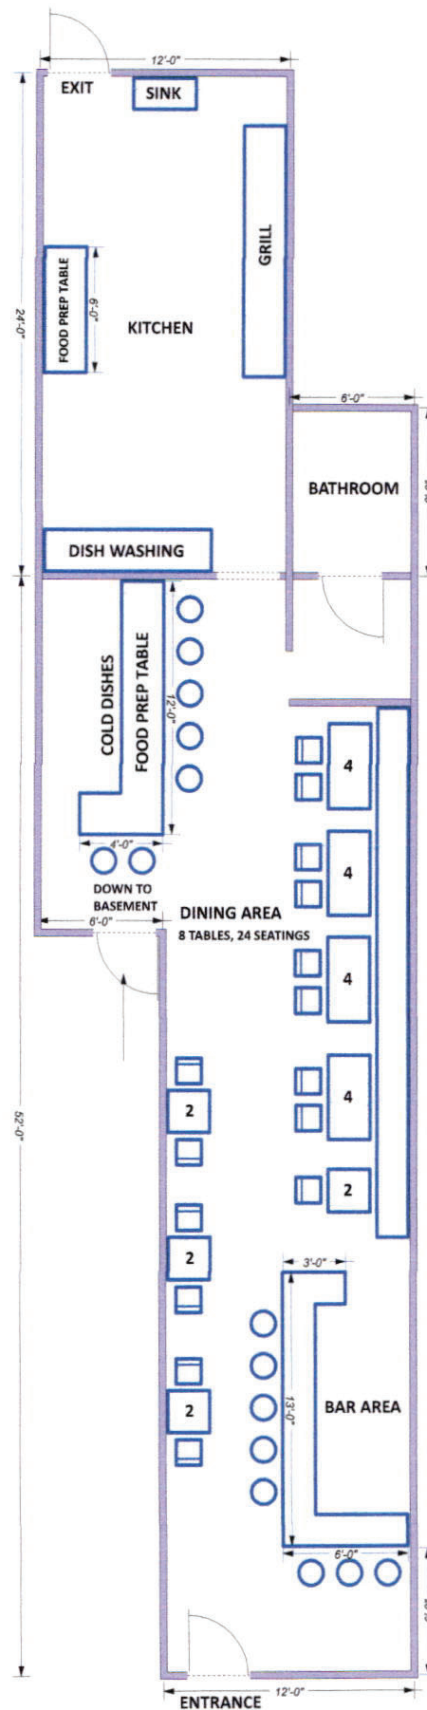 12'-0"
EXIT
SINK
GRILL
FOOD PREP TABLE
6'-0"
24'-0"
KITCHEN
6'-0"
BATHROOM
DISH WASHING
COLD DISHES
FOOD PREP TABLE
12'-0"
4
4'-0"
DOWN TO
BASEMENT
4
6'-0"
DINING AREA
8 TABLES, 24 SEATINGS
4
4
2
52'-0"
2
2
3'-0"
2
13'-0"
BAR AREA
6'-0"
12'-0"
ENTRANCE